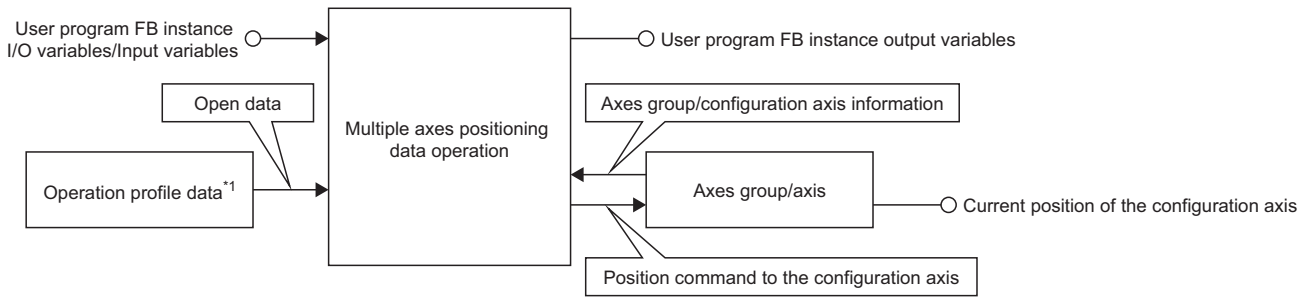 User program FB instance
I/O variables/Input variables
User program FB instance output variables
Open data
Axes group/configuration axis information
Multiple axes positioning
data operation
Operation profile data*1
Axes group/axis
Current position of the configuration axis
Position command to the configuration axis